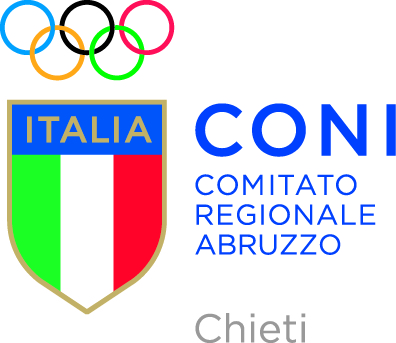 ITALIA
CONI
COMITATO
REGIONALE
ABRUZZO
Chieti